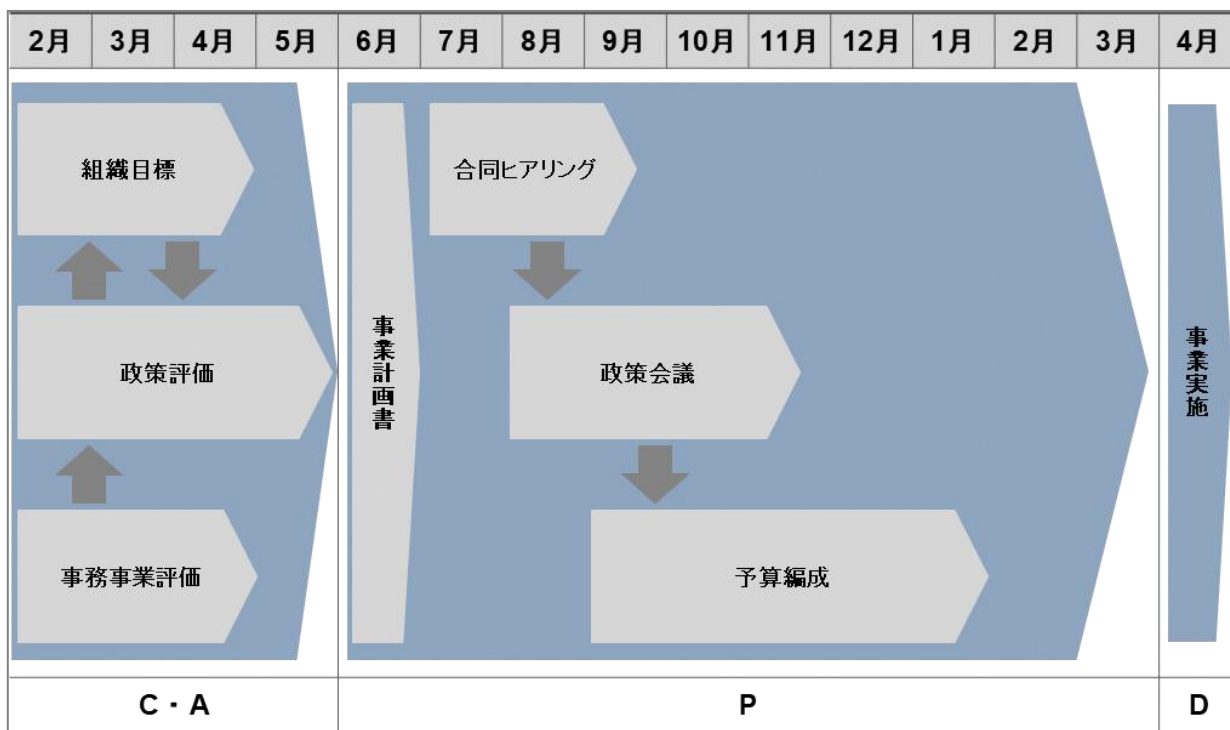 2月 3月 4月 5月 6月 7月 8月 9月 10月 11月 12月 1月 2月 3月 4月
組織目標
合同ヒアリング
政策評価
事業計画書
政策会議
事業実施
事務事業評価
予算編成
C・A P D